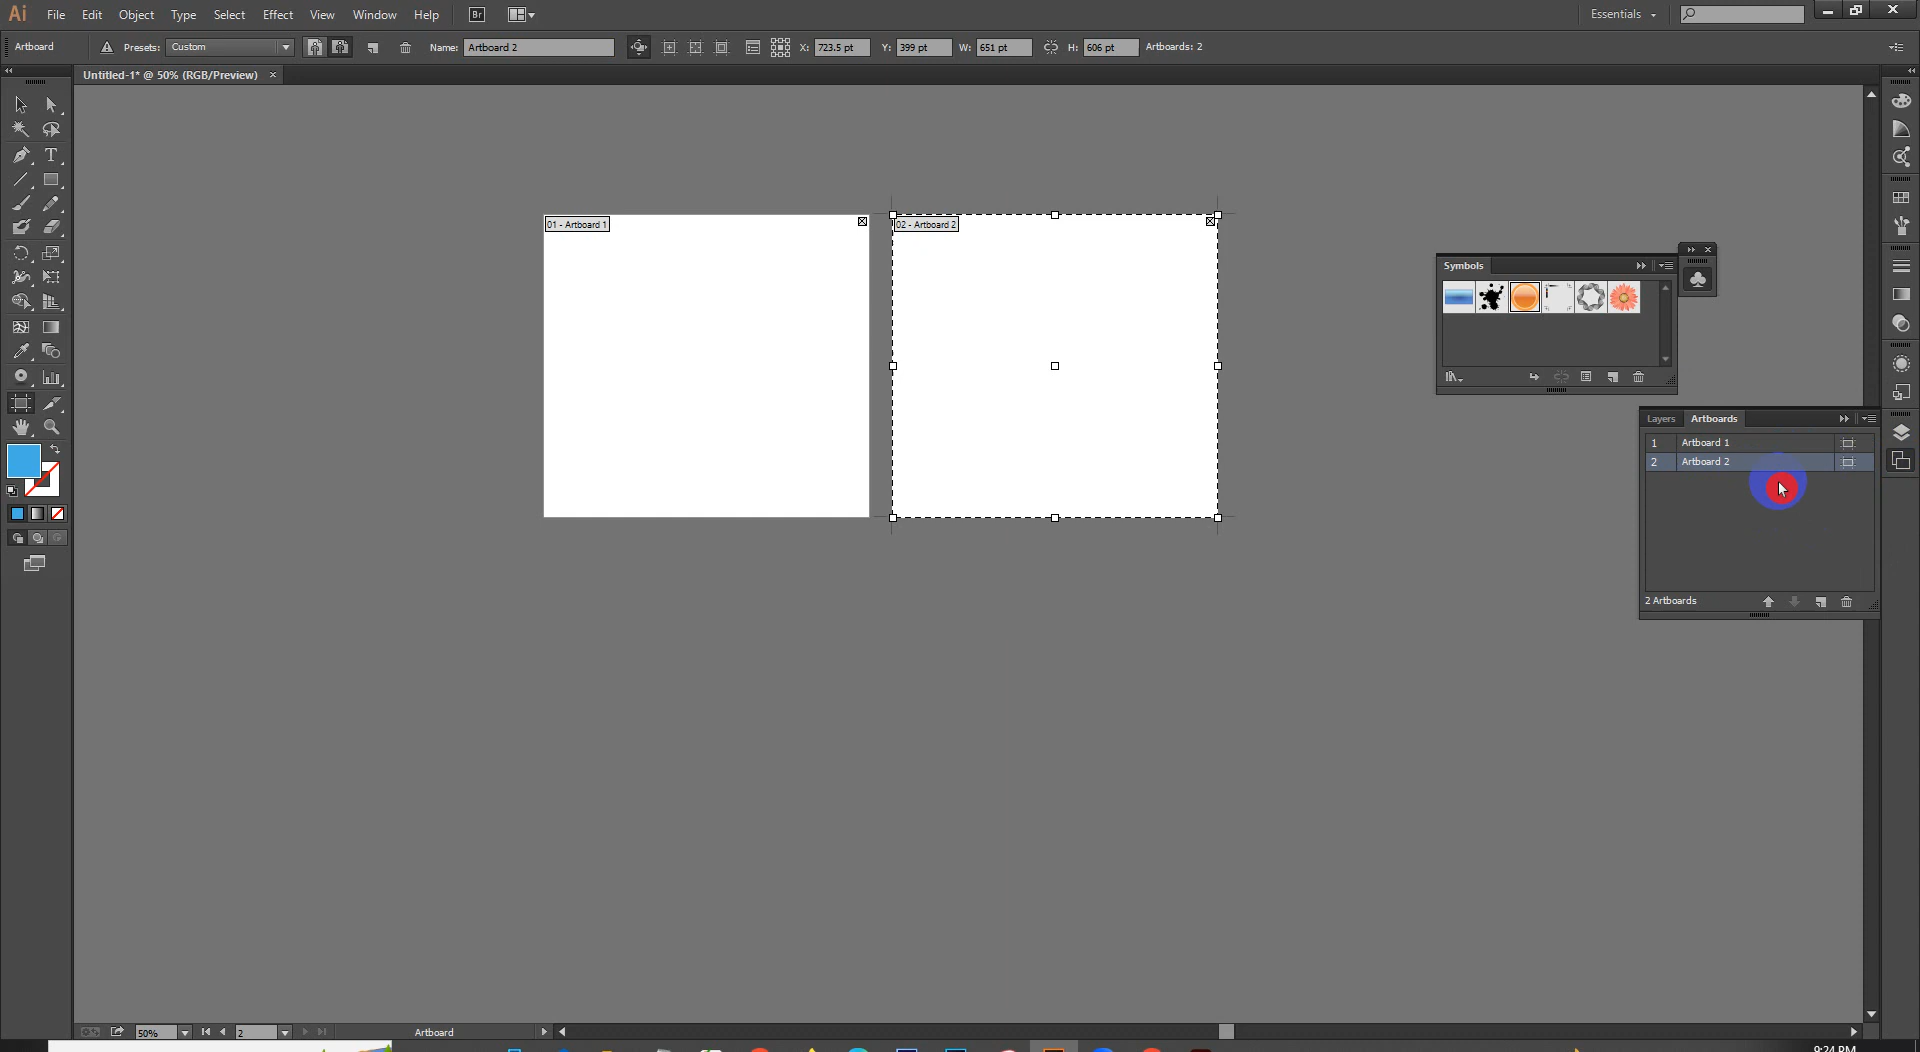 Ai File Edit Object Type Select Effect View Window Help Br Essentials
Artboard Presets: Custom Name: Artboard 2 X: 723.5 pt Y: 399 pt W: 651 pt H: 606 pt Artboards: 2
Untitled-1* @ 50% (RGB/Preview) ×
01 - Artboard 1
02 - Artboard 2
Symbols
Layers Artboards
1 Artboard 1
2 Artboard 2
2 Artboards
50% 2 Artboard
9:24 PM